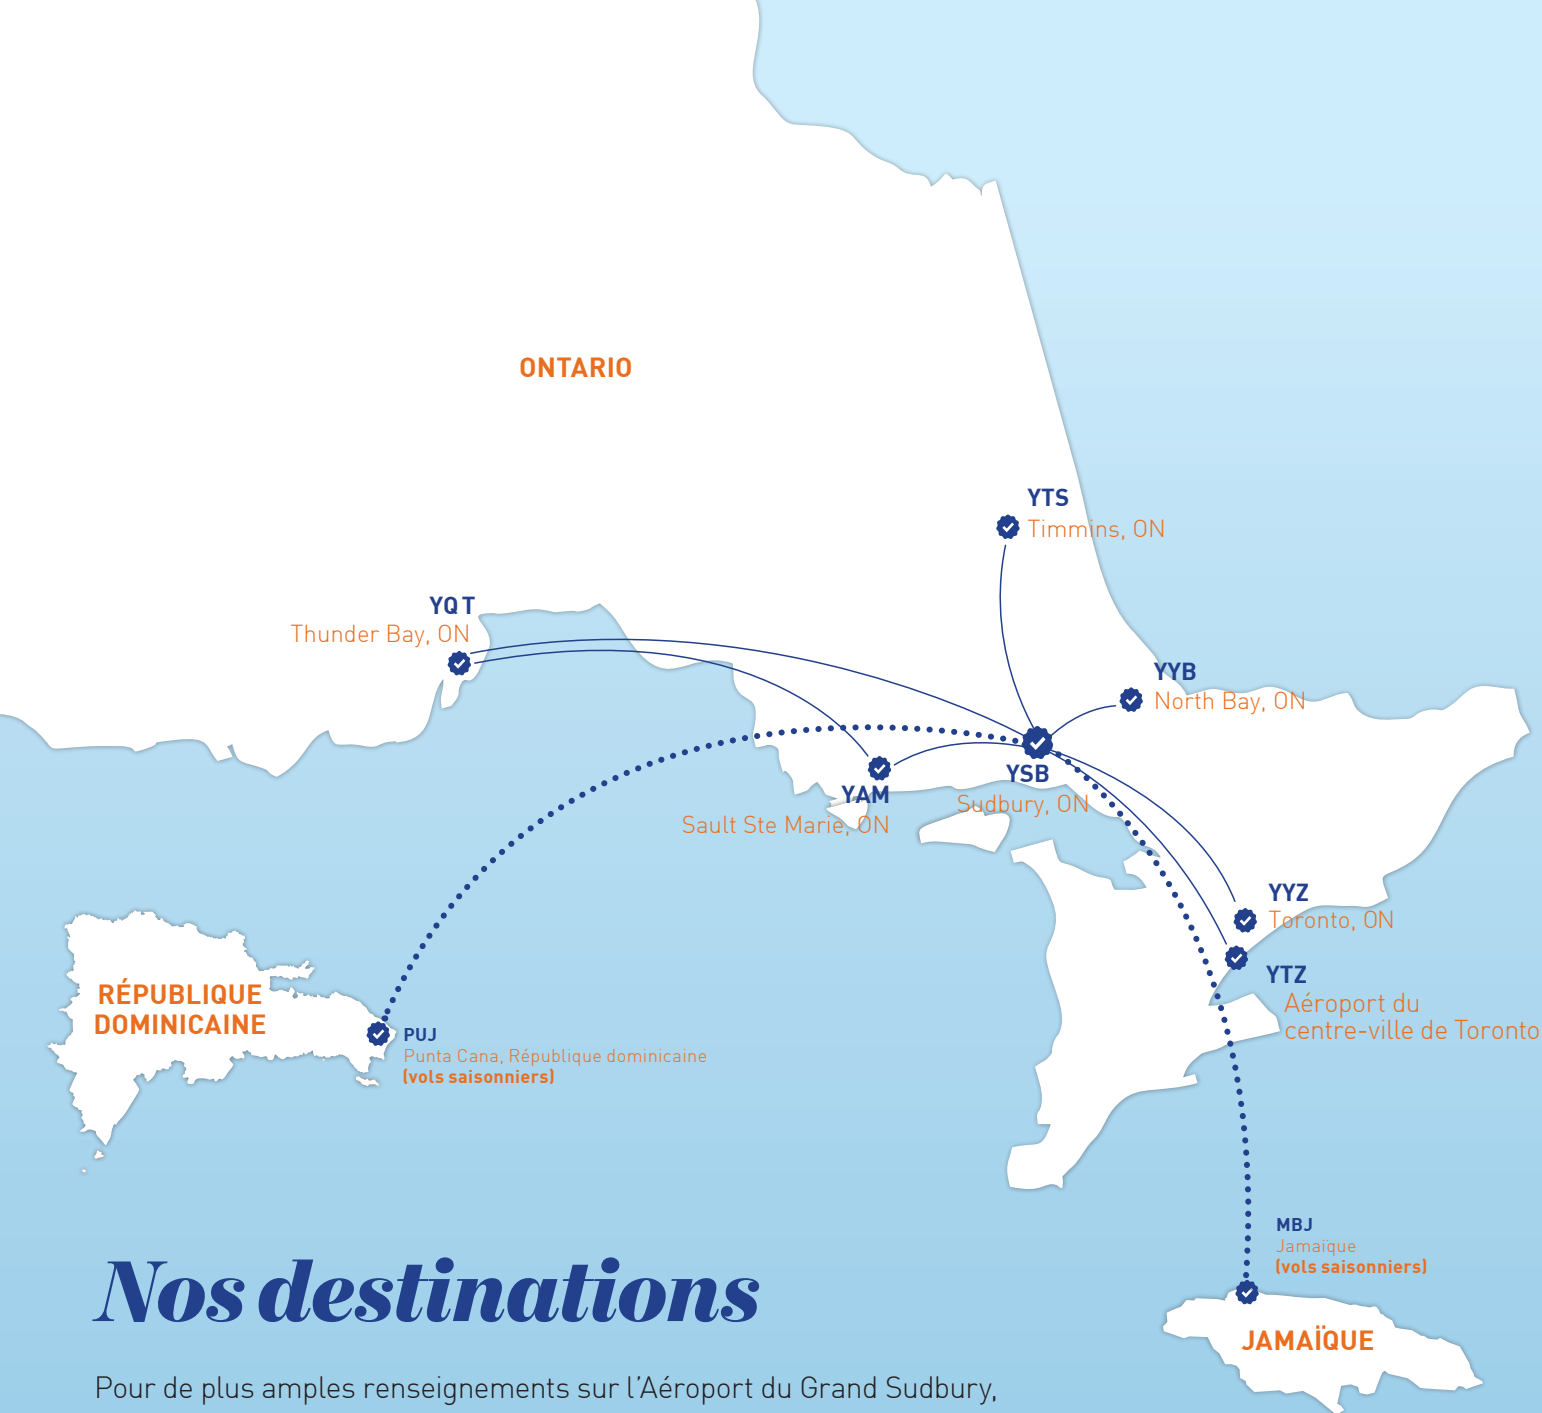 ONTARIO
YTS
Timmins, ON
YQT
Thunder Bay, ON
YYB
North Bay, ON
YSB
Sudbury, ON
YAM
Sault Ste Marie, ON
YYZ
Toronto, ON
YTZ
Aéroport du
centre-ville de Toronto
RÉPUBLIQUE
DOMINICAINE
PUJ
Punta Cana, République dominicaine
(vols saisonniers)
MBJ
Jamaïque
(vols saisonniers)
JAMAÏQUE
Nos destinations
Pour de plus amples renseignements sur l’Aéroport du Grand Sudbury,